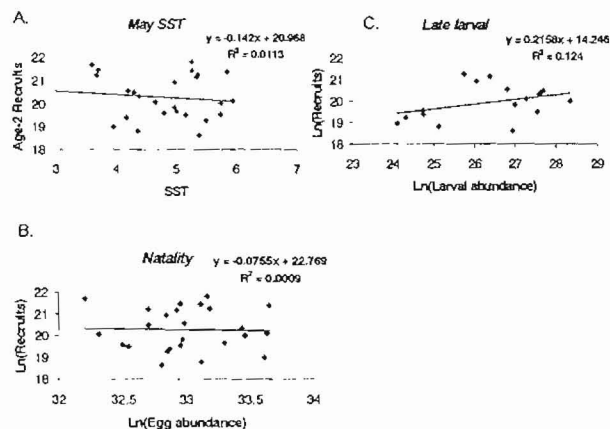 A.
May SST
y = -0.142x + 20.968
R² = 0.0113
Age-2 Recruits
22
21
20
19
18
3 4 5 6 7
SST
B.
Natality
y = -0.0755x + 22.769
R² = 0.0009
Ln(Recruits)
22
21
20
19
18
32 32.5 33 33.5 34
Ln(Egg abundance)
C.
Late larval
y = 0.2158x + 14.246
R² = 0.124
Ln(Recruits)
22
21
20
19
18
23 24 25 26 27 28 29
Ln(Larval abundance)